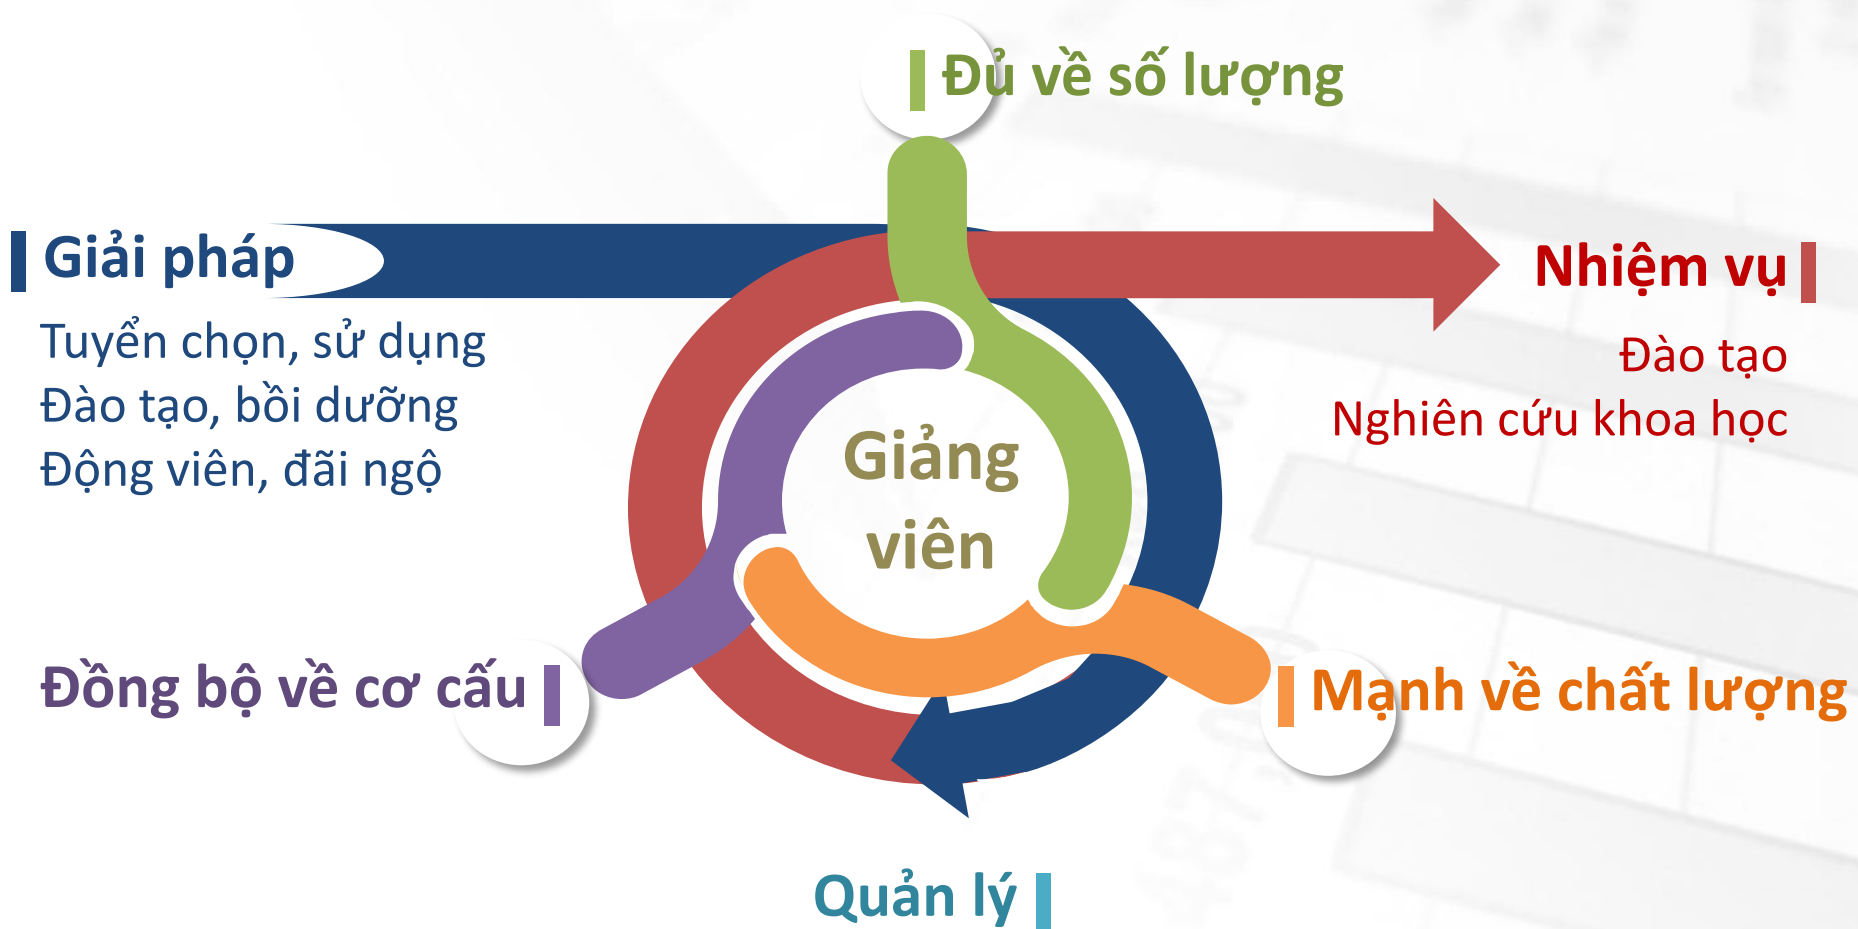 Đủ về số lượng
Giải pháp
Tuyển chọn, sử dụng
Đào tạo, bồi dưỡng
Động viên, đãi ngộ
Nhiệm vụ
Đào tạo
Nghiên cứu khoa học
Giảng
viên
Đồng bộ về cơ cấu
Mạnh về chất lượng
Quản lý